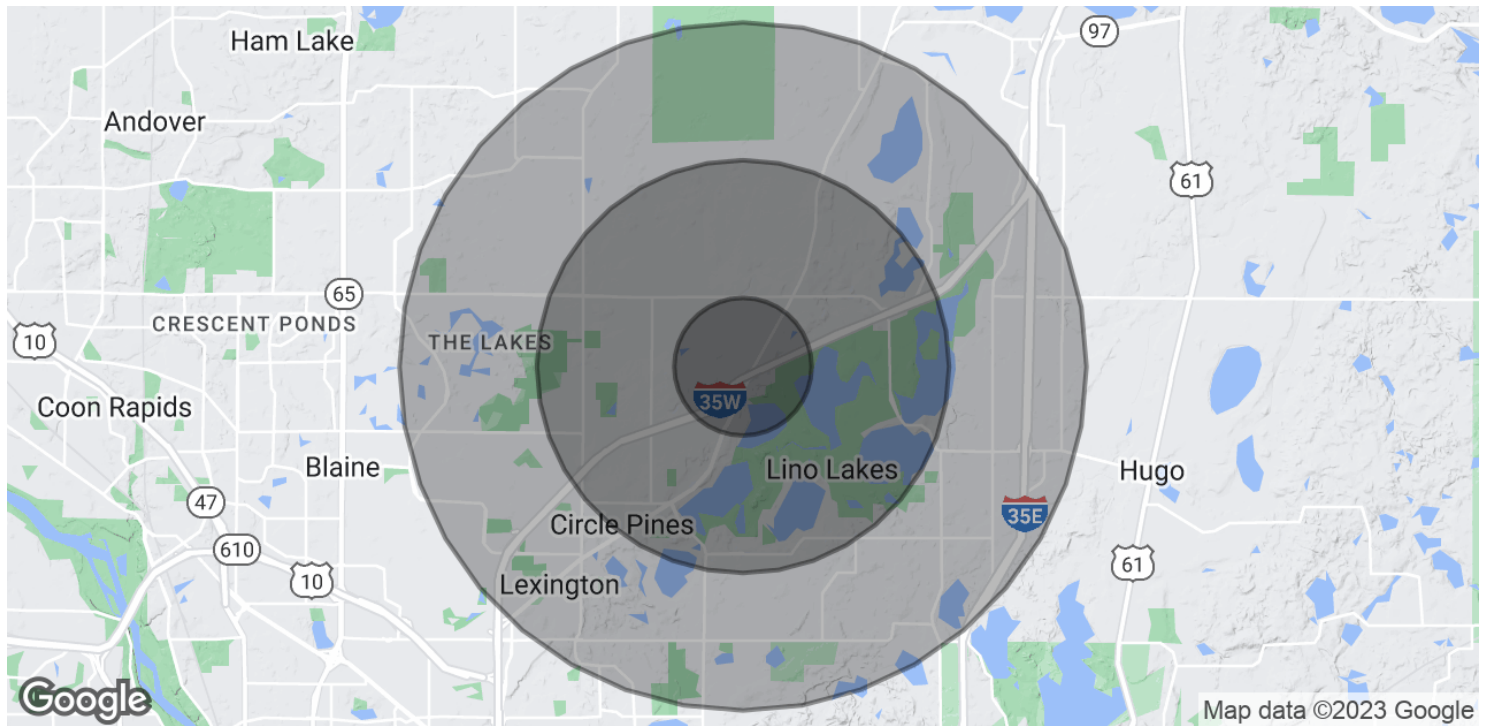 Ham Lake
97
Andover
61
65
CRESCENT PONDS
THE LAKES
10
35W
Coon Rapids
Blaine
Lino Lakes
Hugo
47
35E
Circle Pines
610
61
10
Lexington
Google
Map data ©2023 Google